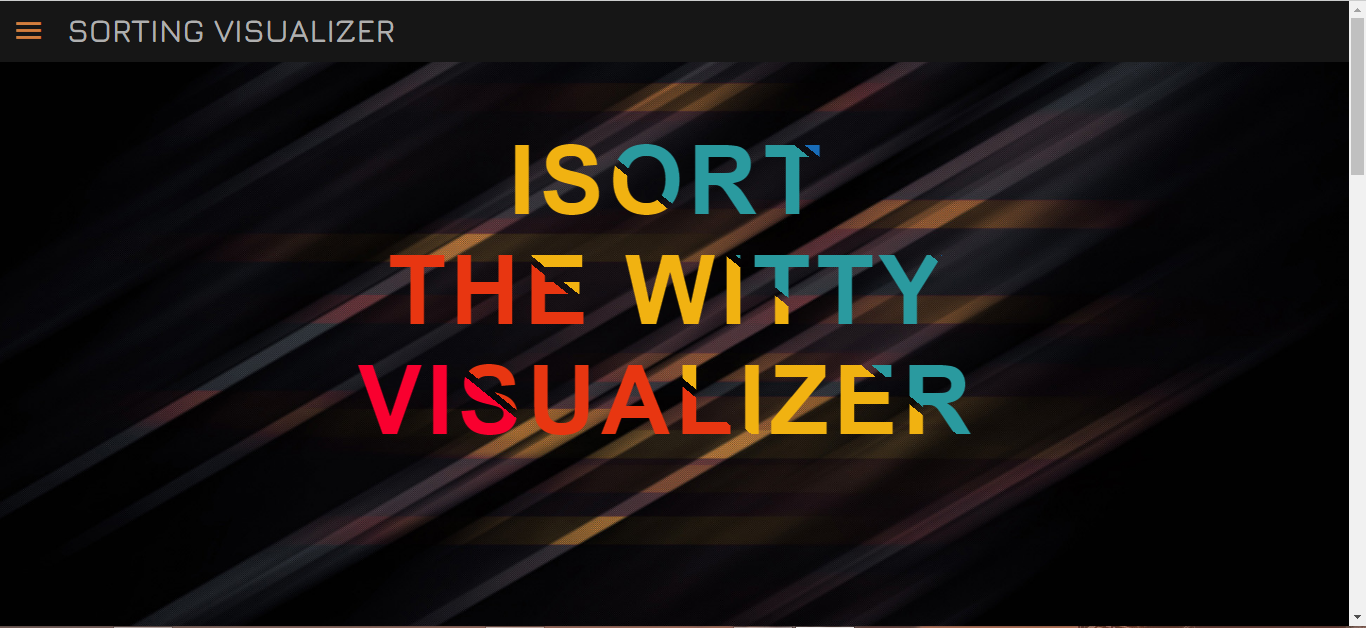 SORTING VISUALIZER
ISORT
THE WITTY
VISUALIZER